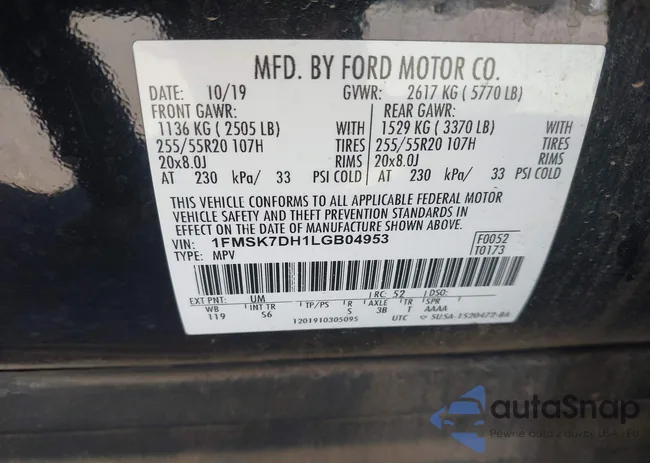 MFD. BY FORD MOTOR CO.
DATE: 10/19 GVWR: 2617 KG ( 5770 LB)
FRONT GAWR: REAR GAWR:
1136 KG ( 2505 LB) WITH 1529 KG ( 3370 LB) WITH
255/55R20 107H TIRES 255/55R20 107H TIRES
20x8.0J RIMS 20x8.0J RIMS
AT 230 kPa/ 33 PSI COLD AT 230 kPa/ 33 PSI COLD
THIS VEHICLE CONFORMS TO ALL APPLICABLE FEDERAL MOTOR
VEHICLE SAFETY AND THEFT PREVENTION STANDARDS IN
EFFECT ON THE DATE OF MANUFACTURE SHOWN ABOVE.
VIN: 1FMSK7DH1LGB04953 F0052
TYPE: MPV T0173
EXT PNT: UM RC: 52 DSO:
WB INT TR TP/PS R AXLE TR SPR
119 S6 S 3B T AAAA
1201910305095 UTC
autoSnap